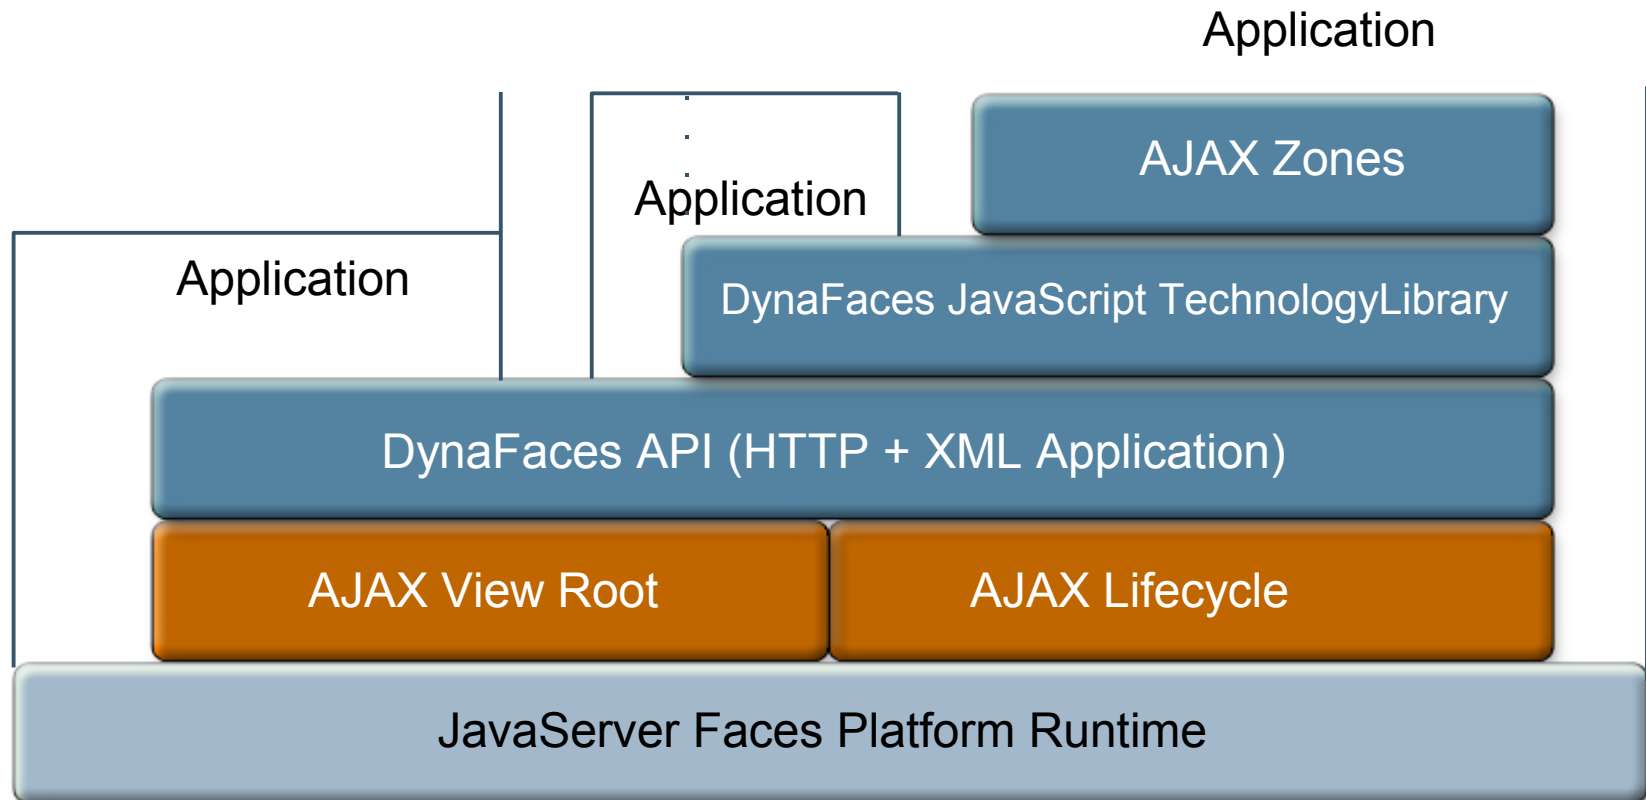 Application
AJAX Zones
Application
Application
DynaFaces JavaScript TechnologyLibrary
DynaFaces API (HTTP + XML Application)
AJAX View Root
AJAX Lifecycle
JavaServer Faces Platform Runtime